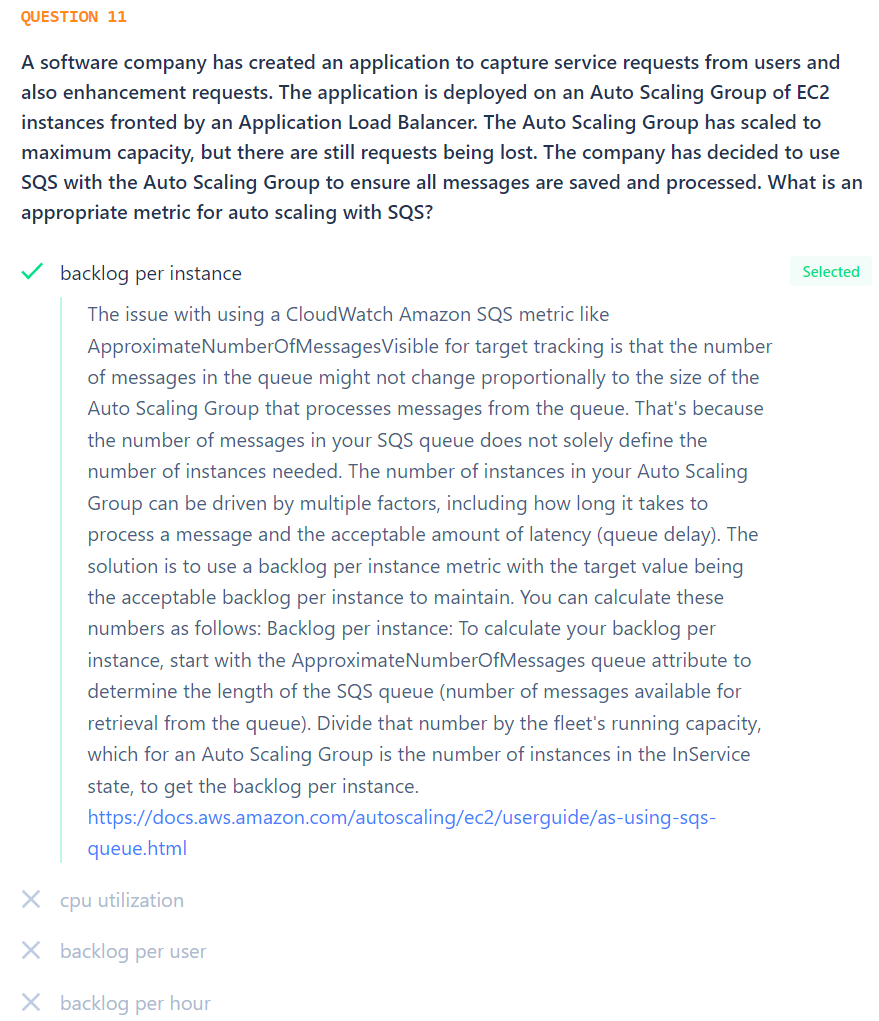 QUESTION 11
A software company has created an application to capture service requests from users and
also enhancement requests. The application is deployed on an Auto Scaling Group of EC2
instances fronted by an Application Load Balancer. The Auto Scaling Group has scaled to
maximum capacity, but there are still requests being lost. The company has decided to use
SQS with the Auto Scaling Group to ensure all messages are saved and processed. What is an
appropriate metric for auto scaling with SQS?
backlog per instance
Selected
The issue with using a CloudWatch Amazon SQS metric like
ApproximateNumberOfMessagesVisible for target tracking is that the number
of messages in the queue might not change proportionally to the size of the
Auto Scaling Group that processes messages from the queue. That's because
the number of messages in your SQS queue does not solely define the
number of instances needed. The number of instances in your Auto Scaling
Group can be driven by multiple factors, including how long it takes to
process a message and the acceptable amount of latency (queue delay). The
solution is to use a backlog per instance metric with the target value being
the acceptable backlog per instance to maintain. You can calculate these
numbers as follows: Backlog per instance: To calculate your backlog per
instance, start with the ApproximateNumberOfMessages queue attribute to
determine the length of the SQS queue (number of messages available for
retrieval from the queue). Divide that number by the fleet's running capacity,
which for an Auto Scaling Group is the number of instances in the InService
state, to get the backlog per instance.
https://docs.aws.amazon.com/autoscaling/ec2/userguide/as-using-sqs-
queue.html
cpu utilization
backlog per user
backlog per hour